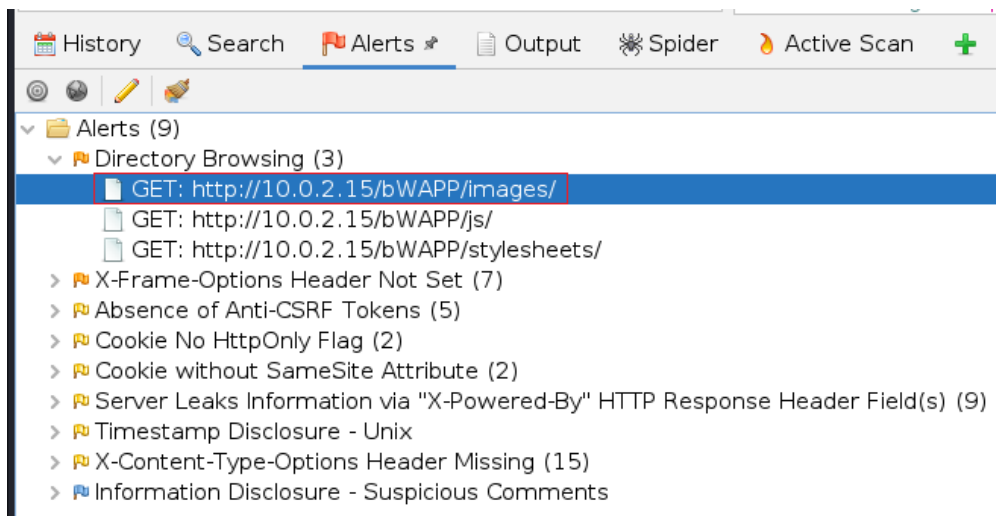 History Search Alerts Output Spider Active Scan
Alerts (9)
Directory Browsing (3)
GET: http://10.0.2.15/bWAPP/images/
GET: http://10.0.2.15/bWAPP/js/
GET: http://10.0.2.15/bWAPP/stylesheets/
X-Frame-Options Header Not Set (7)
Absence of Anti-CSRF Tokens (5)
Cookie No HttpOnly Flag (2)
Cookie without SameSite Attribute (2)
Server Leaks Information via "X-Powered-By" HTTP Response Header Field(s) (9)
Timestamp Disclosure - Unix
X-Content-Type-Options Header Missing (15)
Information Disclosure - Suspicious Comments